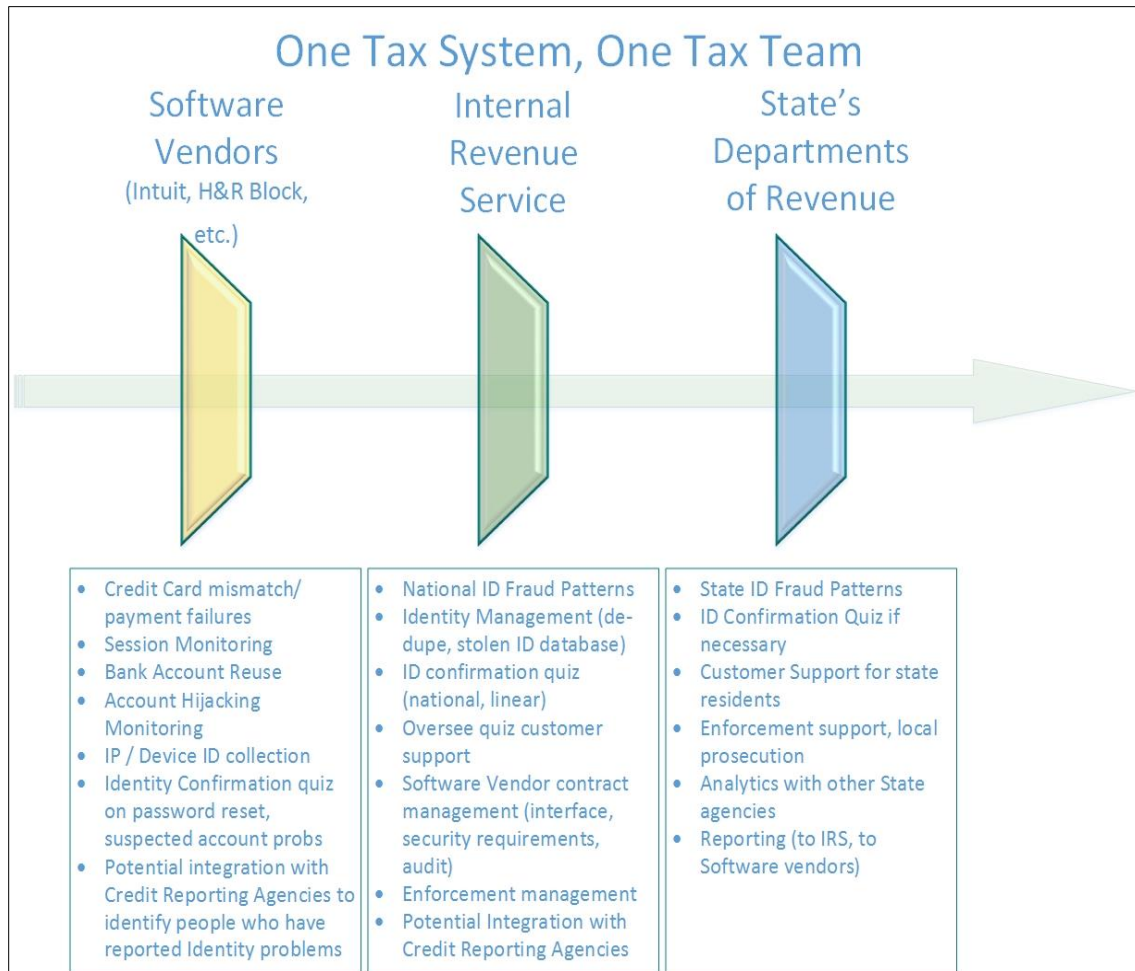 One Tax System, One Tax Team
Software
Vendors
(Intuit, H&R Block,
etc.)
Internal
Revenue
Service
State's
Departments
of Revenue
• Credit Card mismatch/
payment failures
• Session Monitoring
• Bank Account Reuse
• Account Hijacking
Monitoring
• IP / Device ID collection
• Identity Confirmation quiz
on password reset,
suspected account probs
• Potential integration with
Credit Reporting Agencies to
identify people who have
reported Identity problems
• National ID Fraud Patterns
• Identity Management (de-
dupe, stolen ID database)
• ID confirmation quiz
(national, linear)
• Oversee quiz customer
support
• Software Vendor contract
management (interface,
security requirements,
audit)
• Enforcement management
• Potential Integration with
Credit Reporting Agencies
• State ID Fraud Patterns
• ID Confirmation Quiz if
necessary
• Customer Support for state
residents
• Enforcement support, local
prosecution
• Analytics with other State
agencies
• Reporting (to IRS, to
Software vendors)